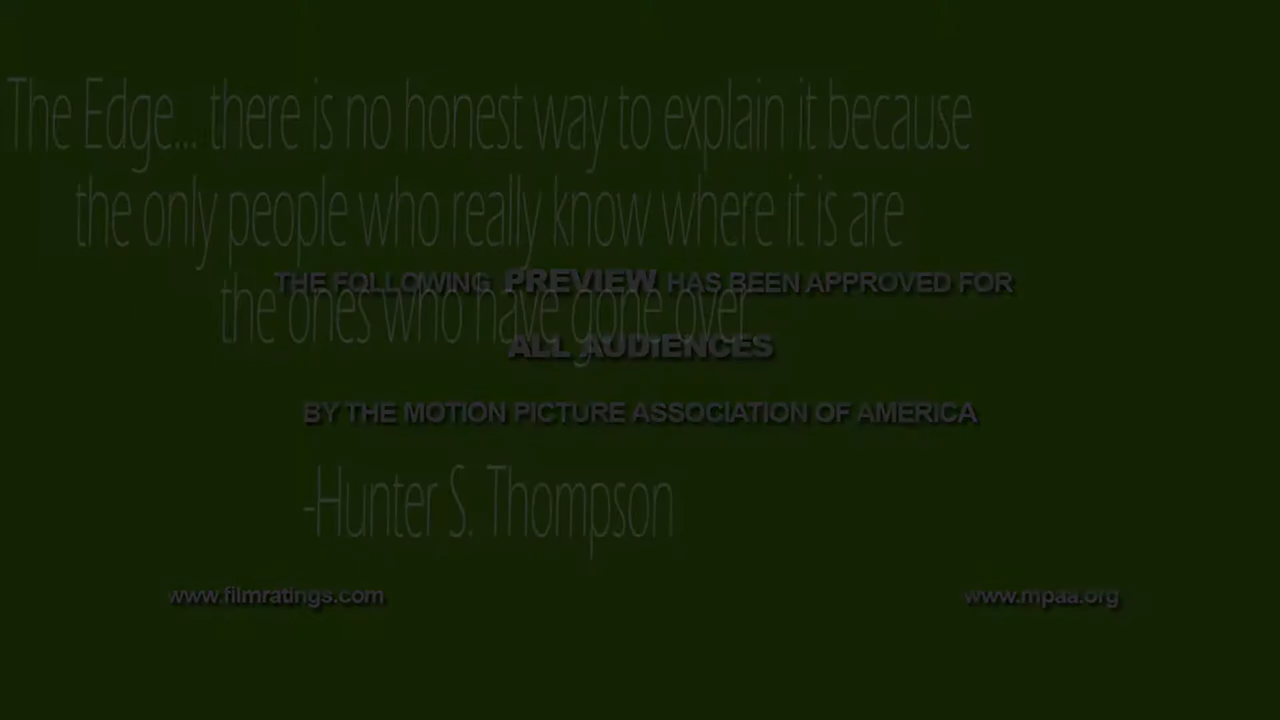 The Edge... there is no honest way to explain it because
the only people who really know where it is are
the ones who have gone over
THE FOLLOWING PREVIEW HAS BEEN APPROVED FOR
ALL AUDIENCES
BY THE MOTION PICTURE ASSOCIATION OF AMERICA
-Hunter S. Thompson
www.filmratings.com
www.mpaa.org